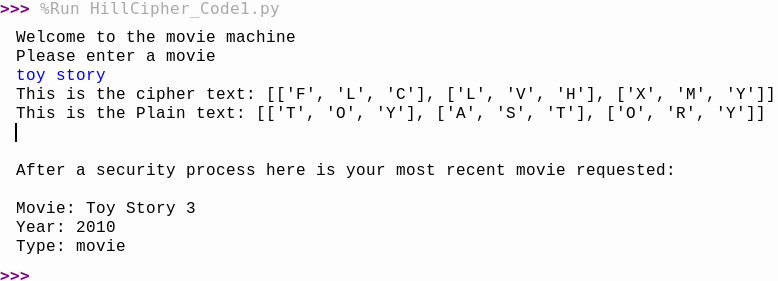 >>> %Run HillCipher_Code1.py
Welcome to the movie machine
Please enter a movie
toy story
This is the cipher text: [['F', 'L', 'C'], ['L', 'V', 'H'], ['X', 'M', 'Y']]
This is the Plain text: [['T', 'O', 'Y'], ['A', 'S', 'T'], ['O', 'R', 'Y']]
After a security process here is your most recent movie requested:
Movie: Toy Story 3
Year: 2010
Type: movie
>>>